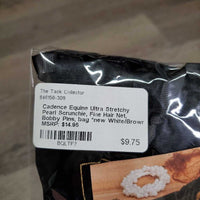 The Tack Collector
Cadence Equine Ultra Stretchy
Pearl Scrunchie, Fine Hair Net,
Bobby Pins, bag *new White/Brown
MSRP: $14.95
$9.75